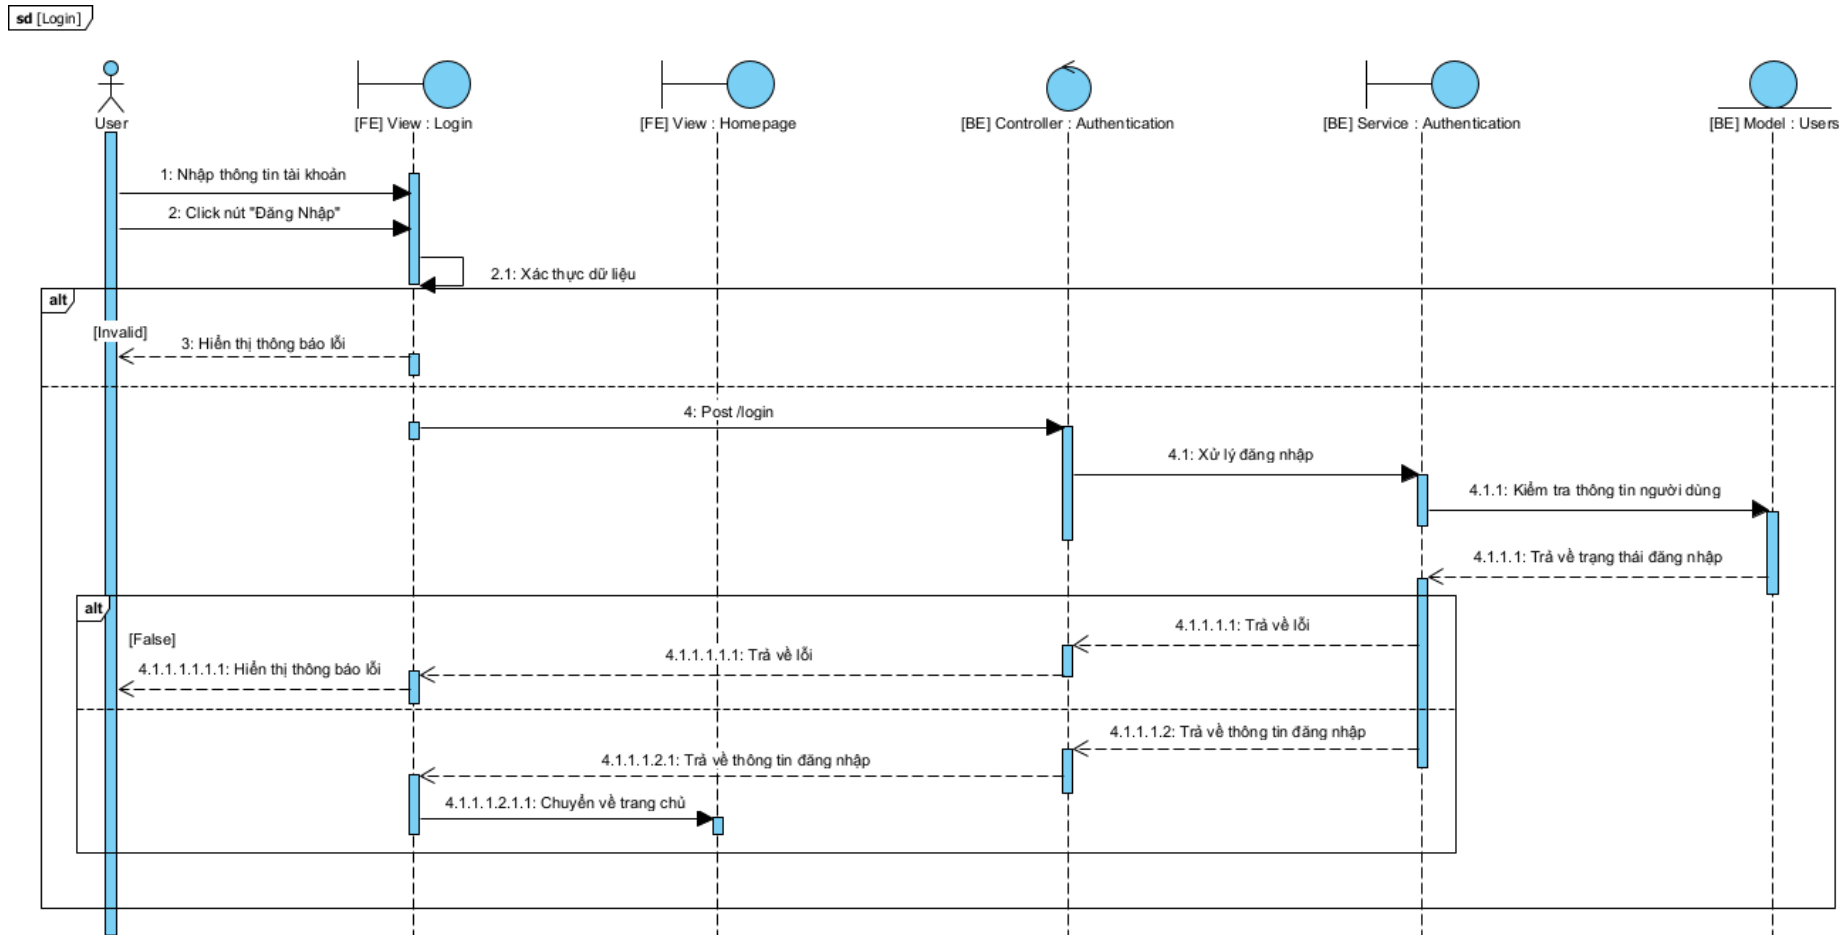 sd [Login]
User
[FE] View : Login
[FE] View : Homepage
[BE] Controller : Authentication
[BE] Service : Authentication
[BE] Model : Users
1: Nhập thông tin tài khoản
2: Click nút "Đăng Nhập"
2.1: Xác thực dữ liệu
alt
[Invalid]
3: Hiển thị thông báo lỗi
4: Post /login
4.1: Xử lý đăng nhập
4.1.1: Kiểm tra thông tin người dùng
4.1.1.1: Trả về trạng thái đăng nhập
alt
[False]
4.1.1.1.1: Trả về lỗi
4.1.1.1.1.1: Trả về lỗi
4.1.1.1.1.1.1: Hiển thị thông báo lỗi
4.1.1.1.2: Trả về thông tin đăng nhập
4.1.1.1.2.1: Trả về thông tin đăng nhập
4.1.1.1.2.1.1: Chuyển về trang chủ